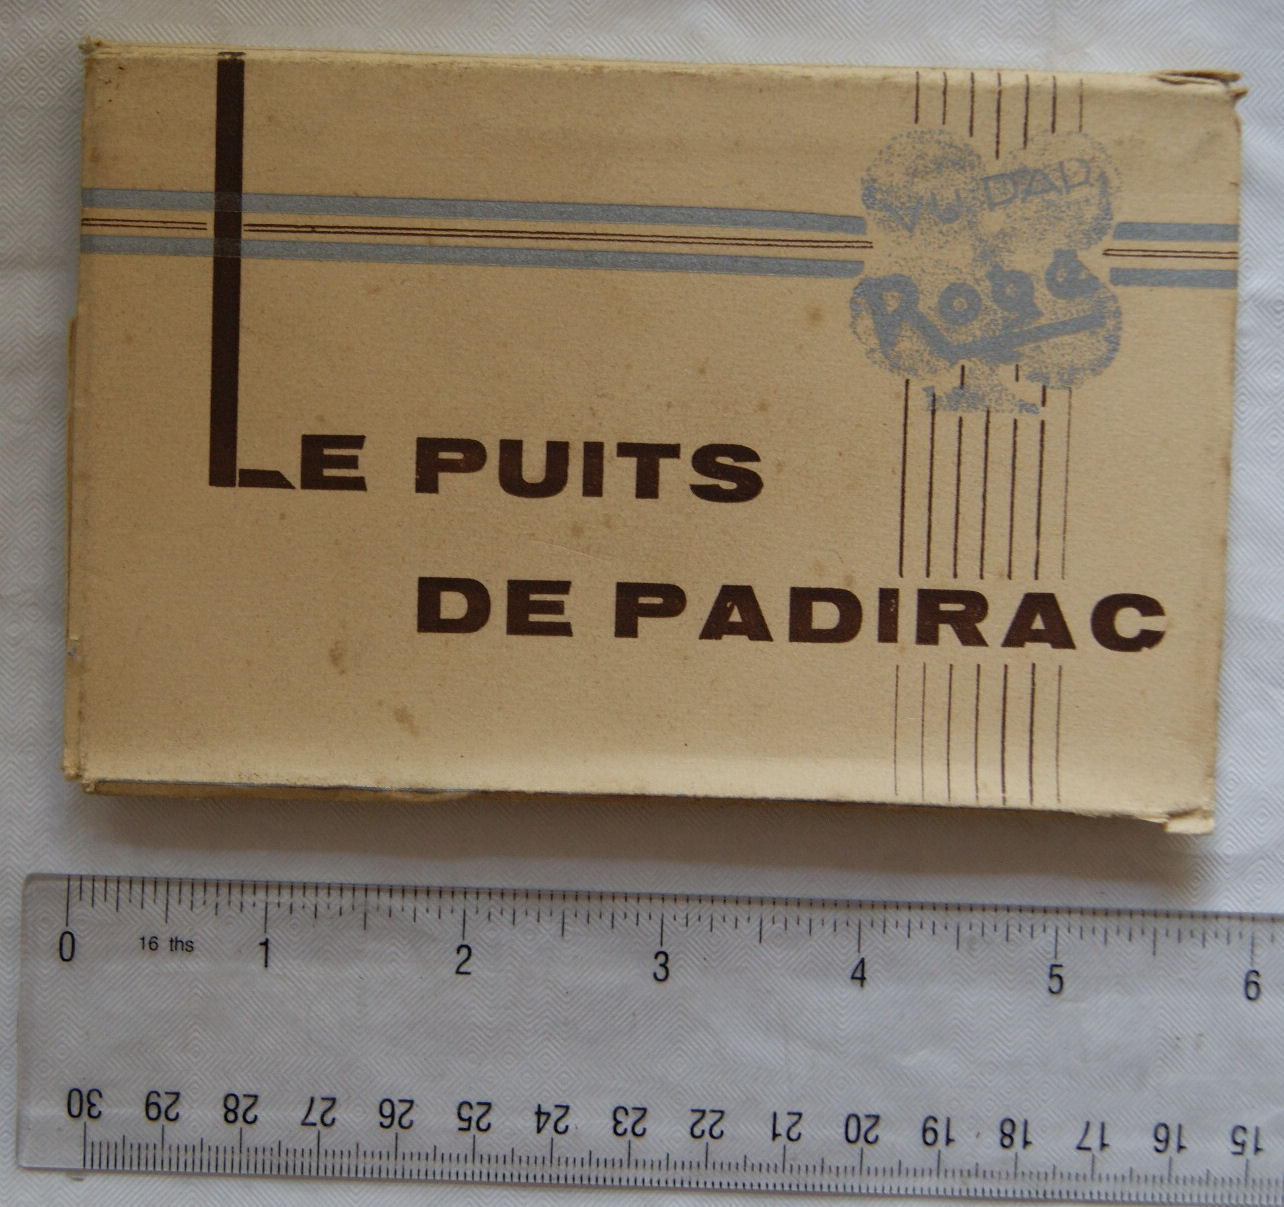 VU PAR
Rogé
LE PUITS
DE PADIRAC
0 16 ths 1 2 3 4 5 6
30 29 28 27 26 25 24 23 22 21 20 19 18 17 16 15